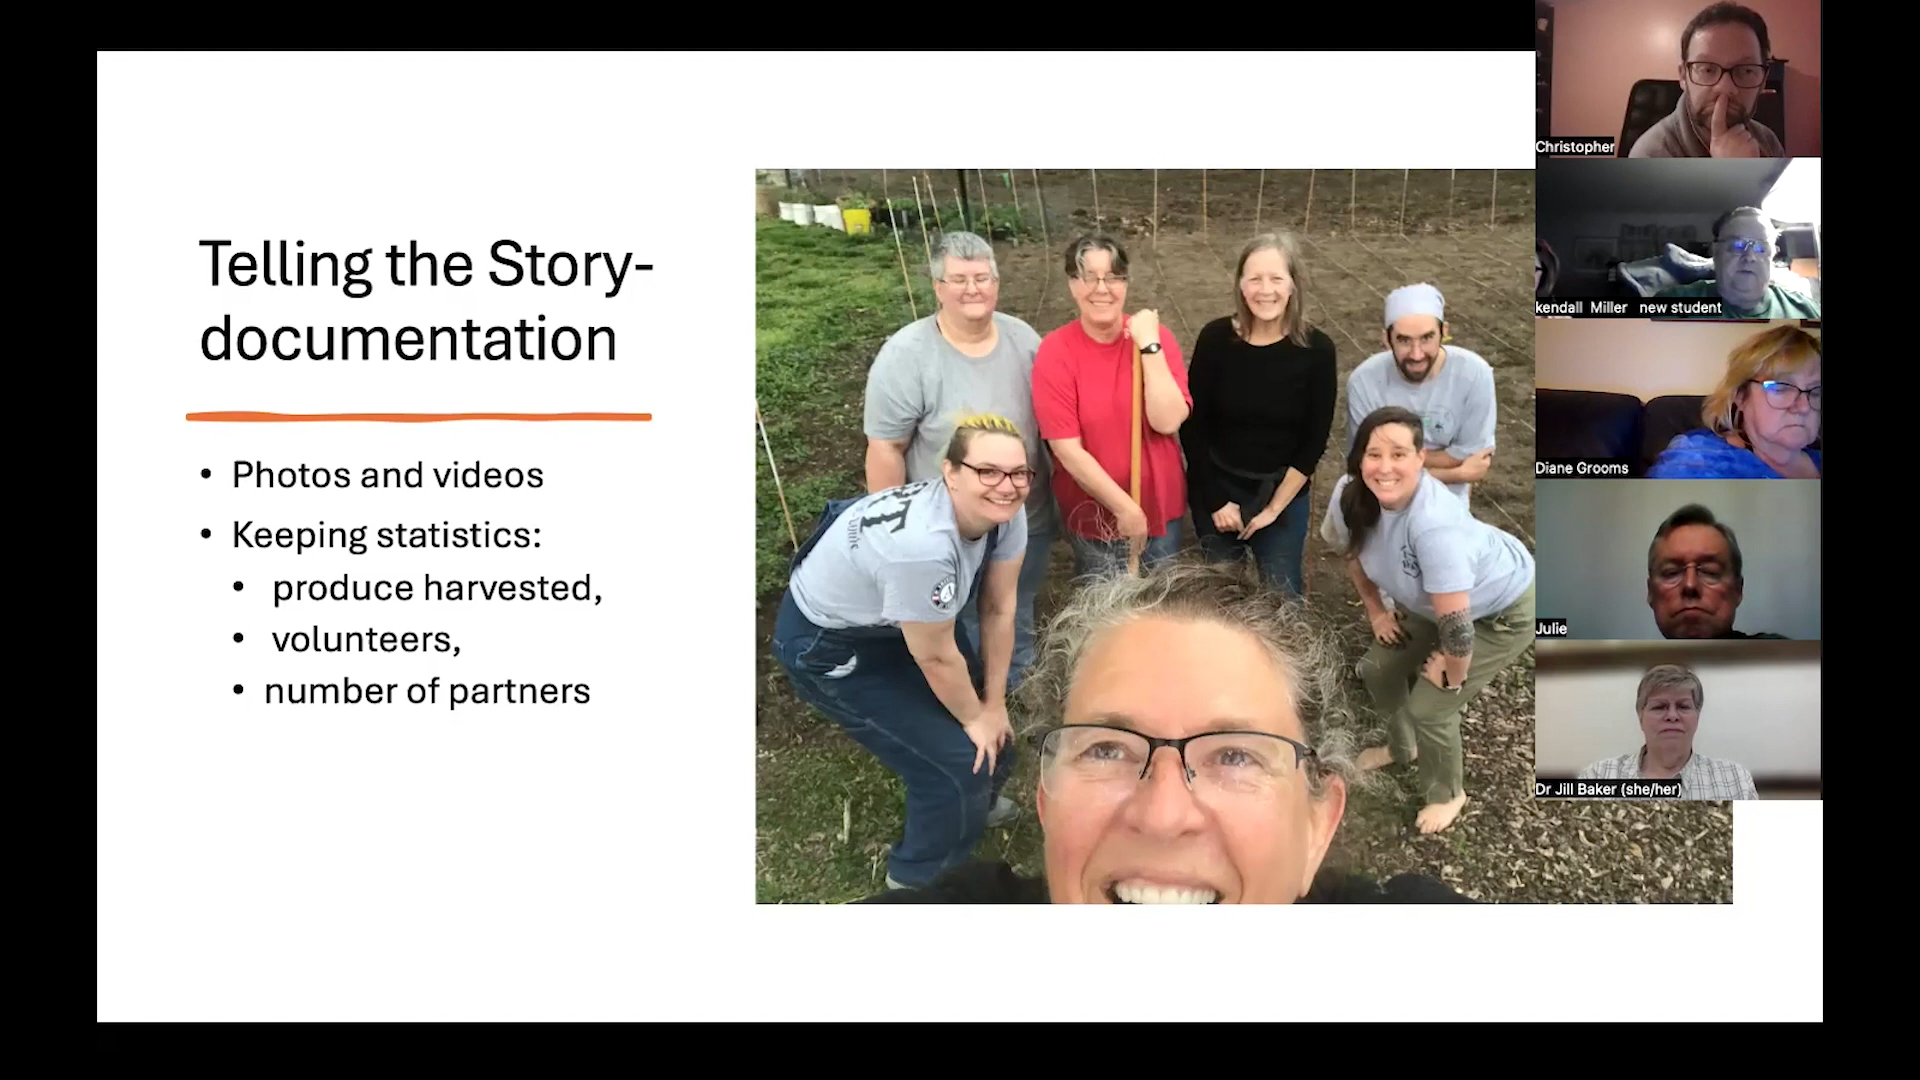 Telling the Story-
documentation
• Photos and videos
• Keeping statistics:
• produce harvested,
• volunteers,
• number of partners
Christopher
kendall Miller new student
Diane Grooms
Julie
Dr Jill Baker (she/her)